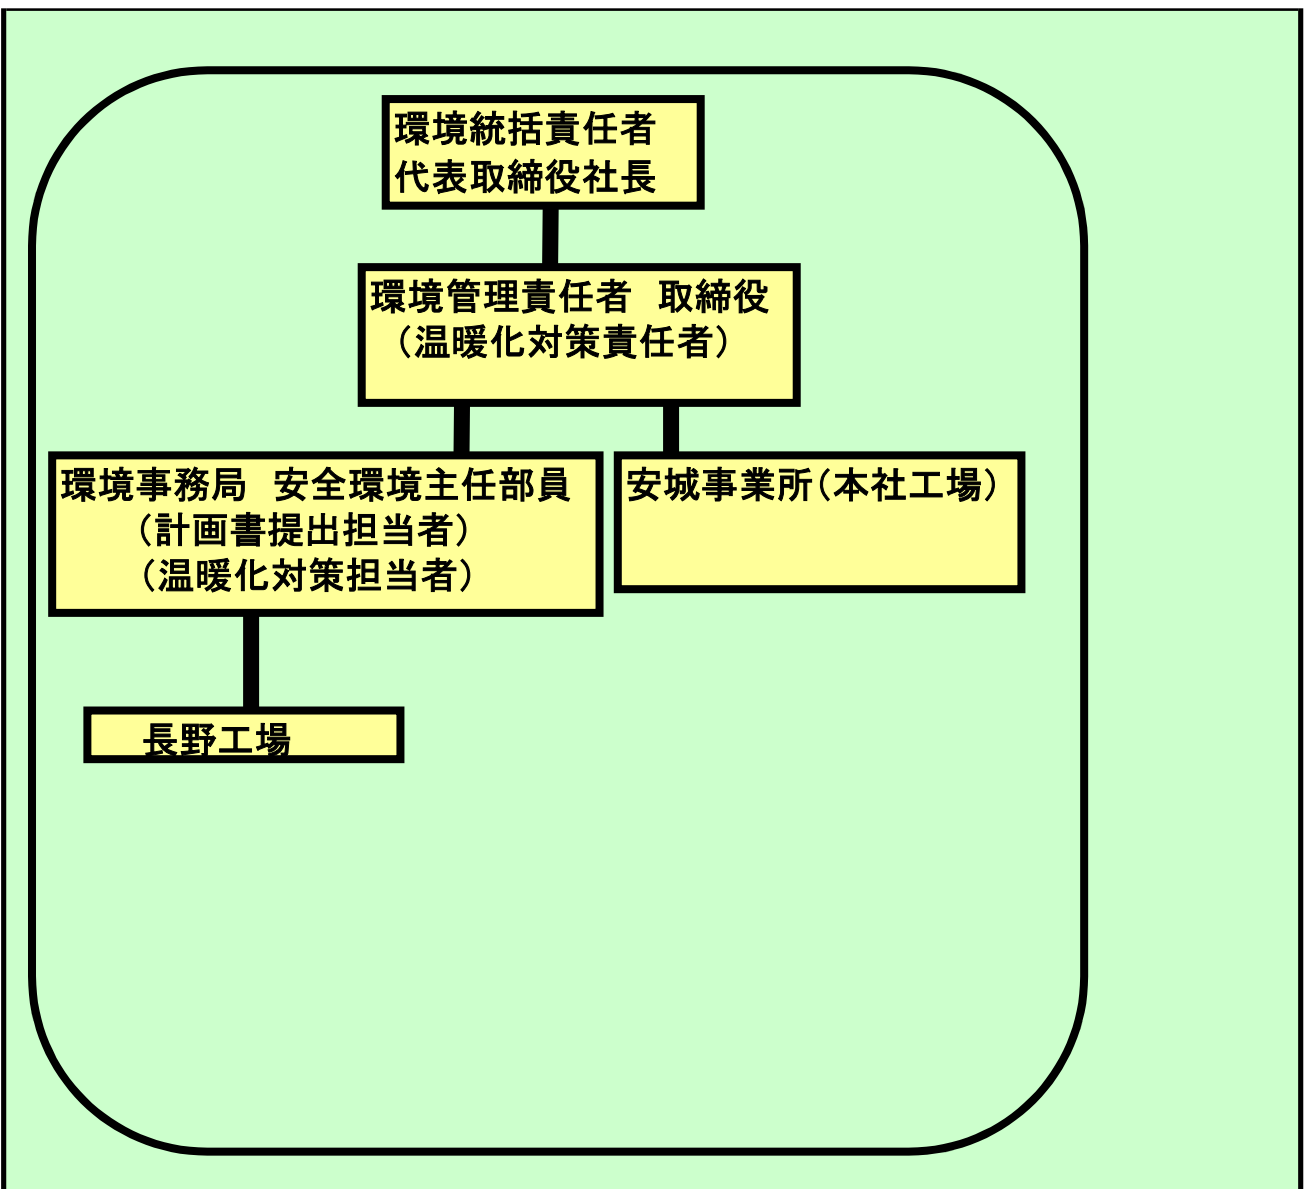 環境統括責任者
代表取締役社長
環境管理責任者　取締役
（温暖化対策責任者）
環境事務局　安全環境主任部員
（計画書提出担当者）
（温暖化対策担当者）
安城事業所（本社工場）
長野工場